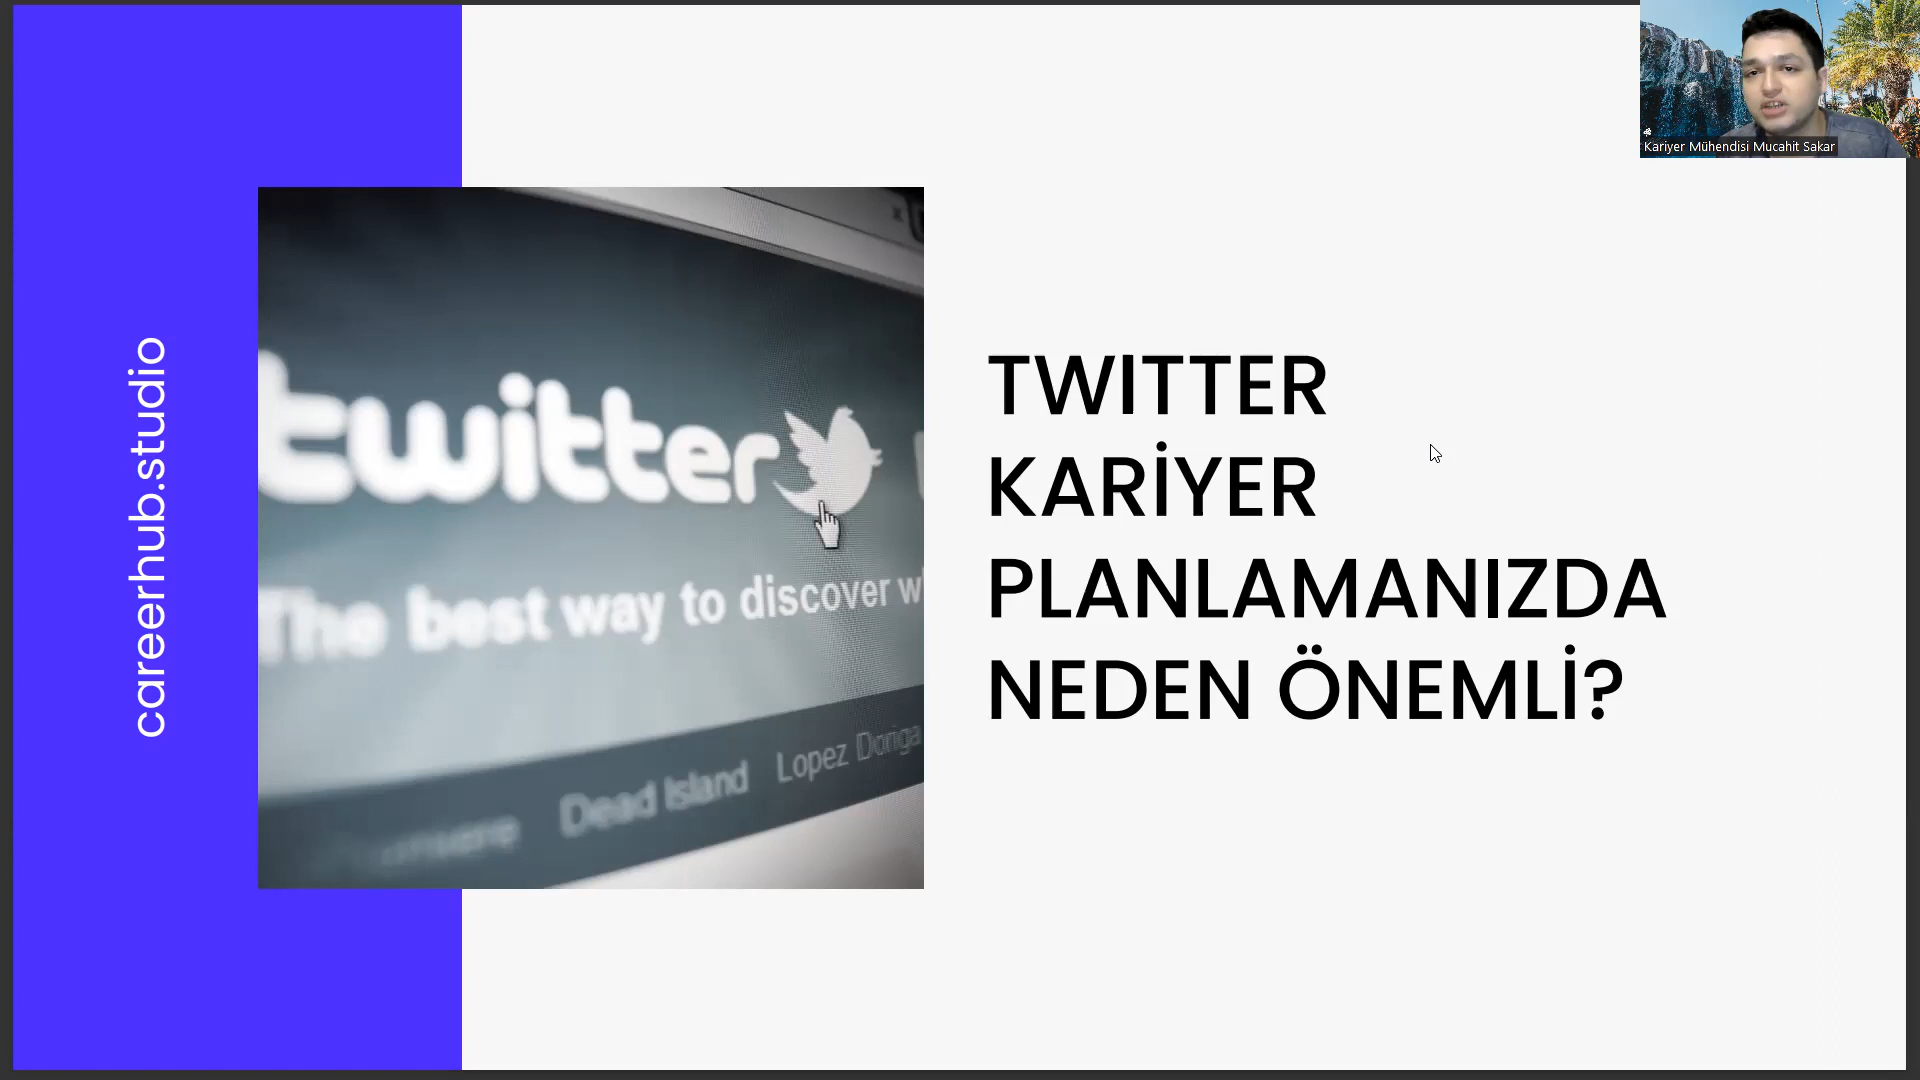 Kariyer Mühendisi Mucahit Sakar
careerhub.studio
twitter
The best way to discover
Dead Island
Lopez
TWITTER
KARİYER
PLANLAMANIZDA
NEDEN ÖNEMLİ?